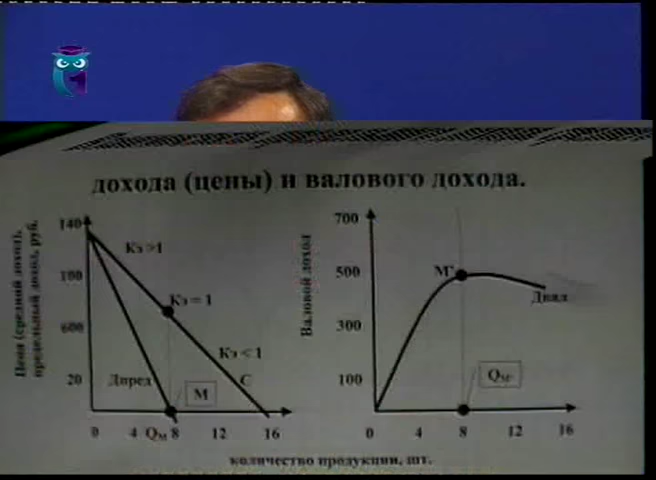 дохода (цены) и валового дохода.
Цена (средний доход),
предельный доход, руб.
140
100
600
20
Кэ>1
Кэ = 1
Кэ < 1
Дпред
М
С
0 4 Qм 8 12 16
Валовой доход
700
500
300
100
М'
Двал
Qм'
0 4 8 12 16
количество продукции, шт.